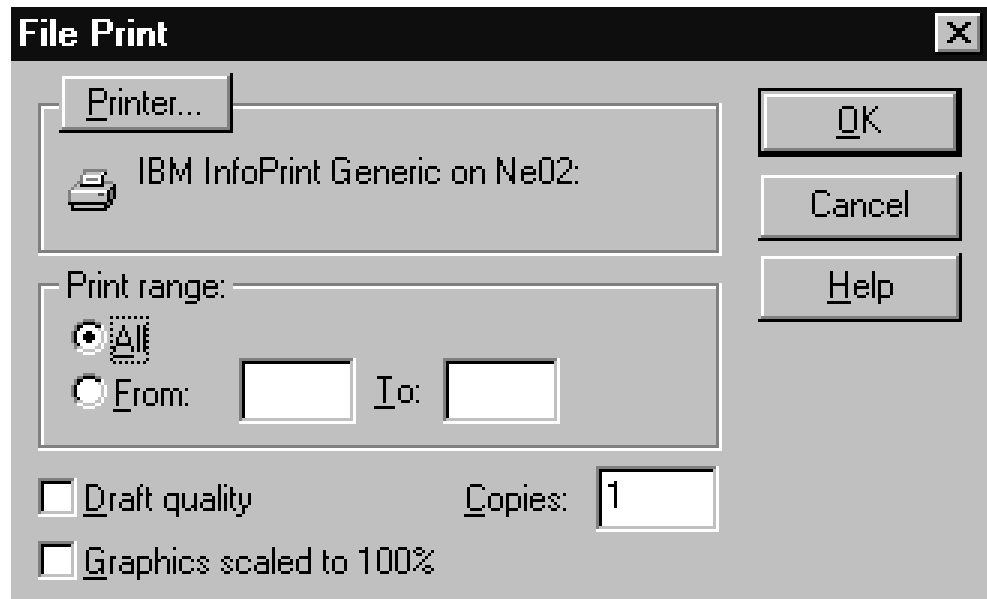 File Print
Printer...
IBM InfoPrint Generic on Ne02:
Print range:
All
From: To:
Draft quality Copies: 1
Graphics scaled to 100%
OK
Cancel
Help